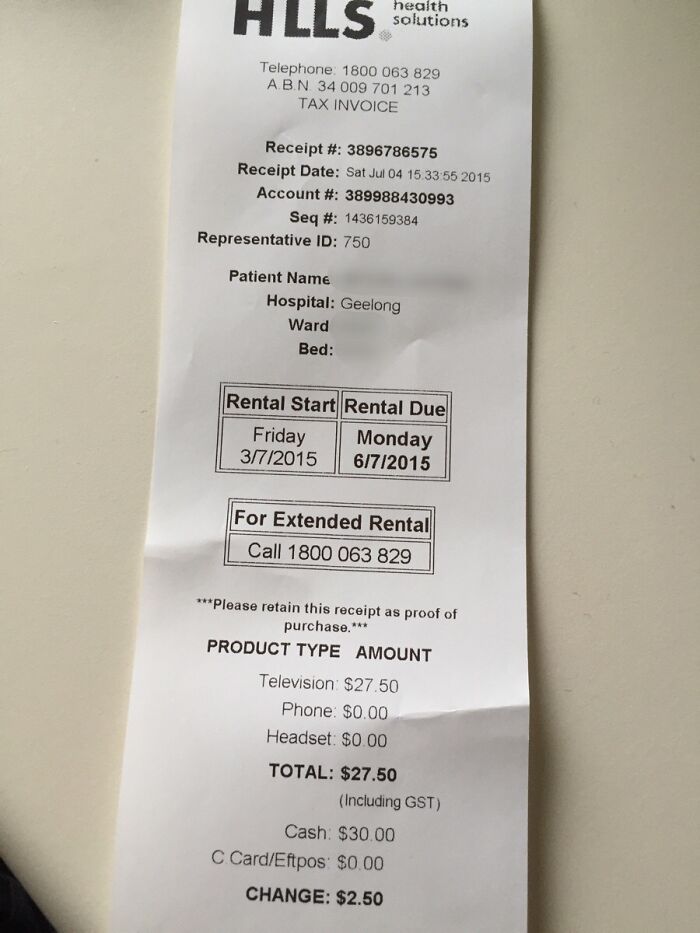 HLLS health
solutions
Telephone: 1800 063 829
A.B.N. 34 009 701 213
TAX INVOICE
Receipt #: 3896786575
Receipt Date: Sat Jul 04 15:33:55 2015
Account #: 389988430993
Seq #: 1436159384
Representative ID: 750
Patient Name
Hospital: Geelong
Ward
Bed:
Rental Start Rental Due
Friday Monday
3/7/2015 6/7/2015
For Extended Rental
Call 1800 063 829
***Please retain this receipt as proof of
purchase.***
PRODUCT TYPE AMOUNT
Television: $27.50
Phone: $0.00
Headset: $0.00
TOTAL: $27.50
(Including GST)
Cash: $30.00
C.Card/Eftpos: $0.00
CHANGE: $2.50